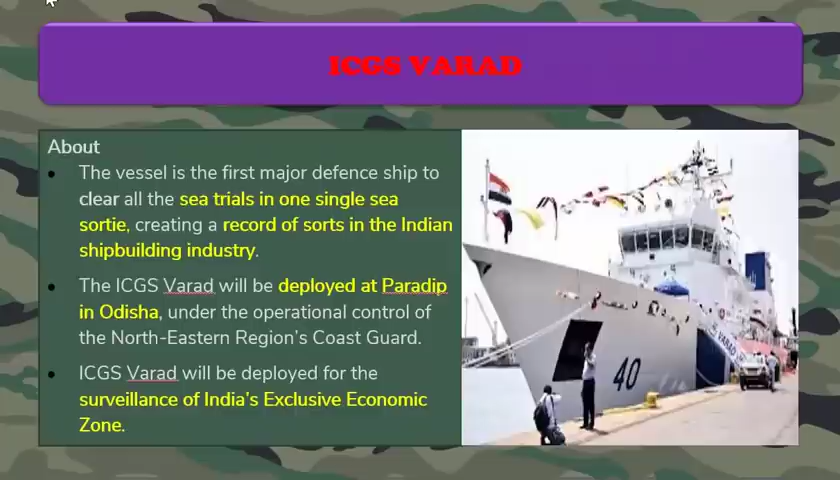 ICGS VARAD
About
• The vessel is the first major defence ship to
clear all the sea trials in one single sea
sortie, creating a record of sorts in the Indian
shipbuilding industry.
• The ICGS Varad will be deployed at Paradip
in Odisha, under the operational control of
the North-Eastern Region's Coast Guard.
• ICGS Varad will be deployed for the
surveillance of India's Exclusive Economic
Zone.
40